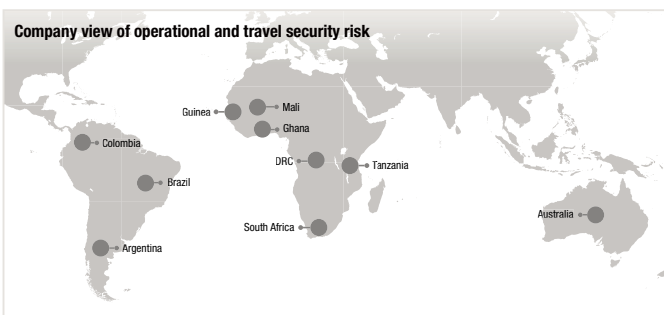 Company view of operational and travel security risk
Guinea
Mali
Ghana
Colombia
DRC
Tanzania
Brazil
South Africa
Australia
Argentina